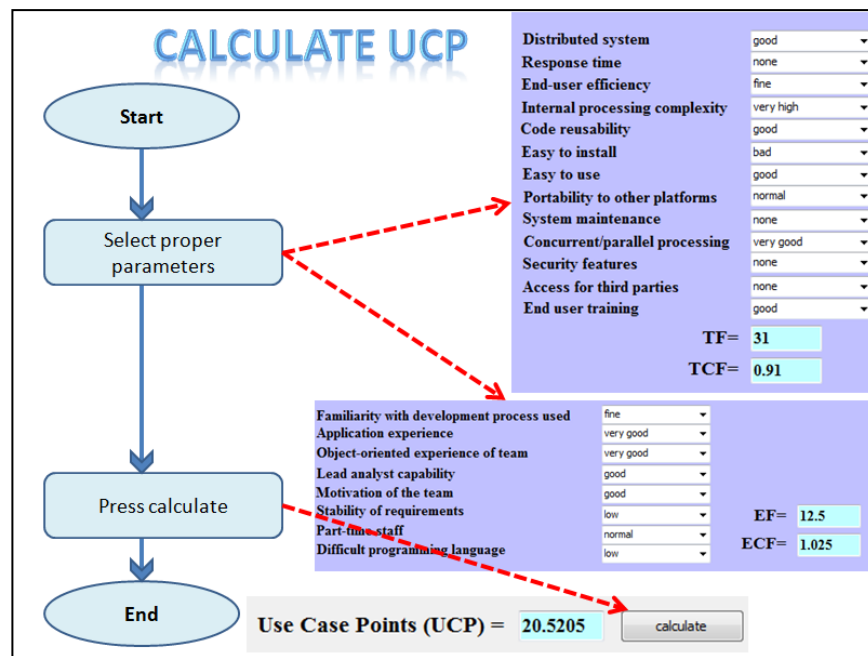 CALCULATE UCP
Start
Select proper
parameters
Press calculate
End
Distributed system good
Response time none
End-user efficiency fine
Internal processing complexity very high
Code reusability good
Easy to install bad
Easy to use good
Portability to other platforms normal
System maintenance none
Concurrent/parallel processing very good
Security features none
Access for third parties none
End user training good
TF= 31
TCF= 0.91
Familiarity with development process used fine
Application experience very good
Object-oriented experience of team very good
Lead analyst capability good
Motivation of the team good
Stability of requirements low
Part-time staff normal
Difficult programming language low
EF= 12.5
ECF= 1.025
Use Case Points (UCP) = 20.5205 calculate